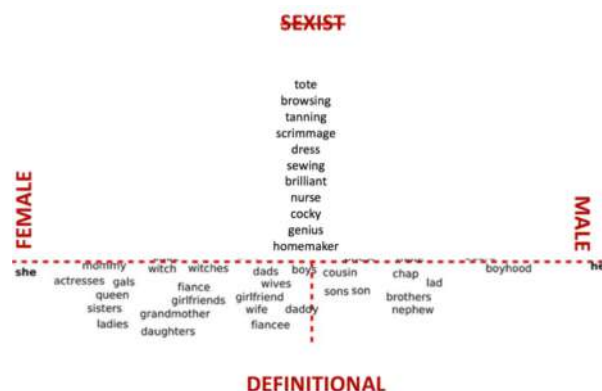 SEXIST
tote
browsing
tanning
scrimmage
dress
sewing
brilliant
nurse
cocky
genius
homemaker
FEMALE
MALE
she
mommy
witch
witches
dads
boys
cousin
chap
boyhood
actresses
gals
fiance
wives
lad
queen
girlfriends
girlfriend
sons
son
brothers
sisters
grandmother
wife
daddy
nephew
ladies
daughters
fiancee
DEFINITIONAL